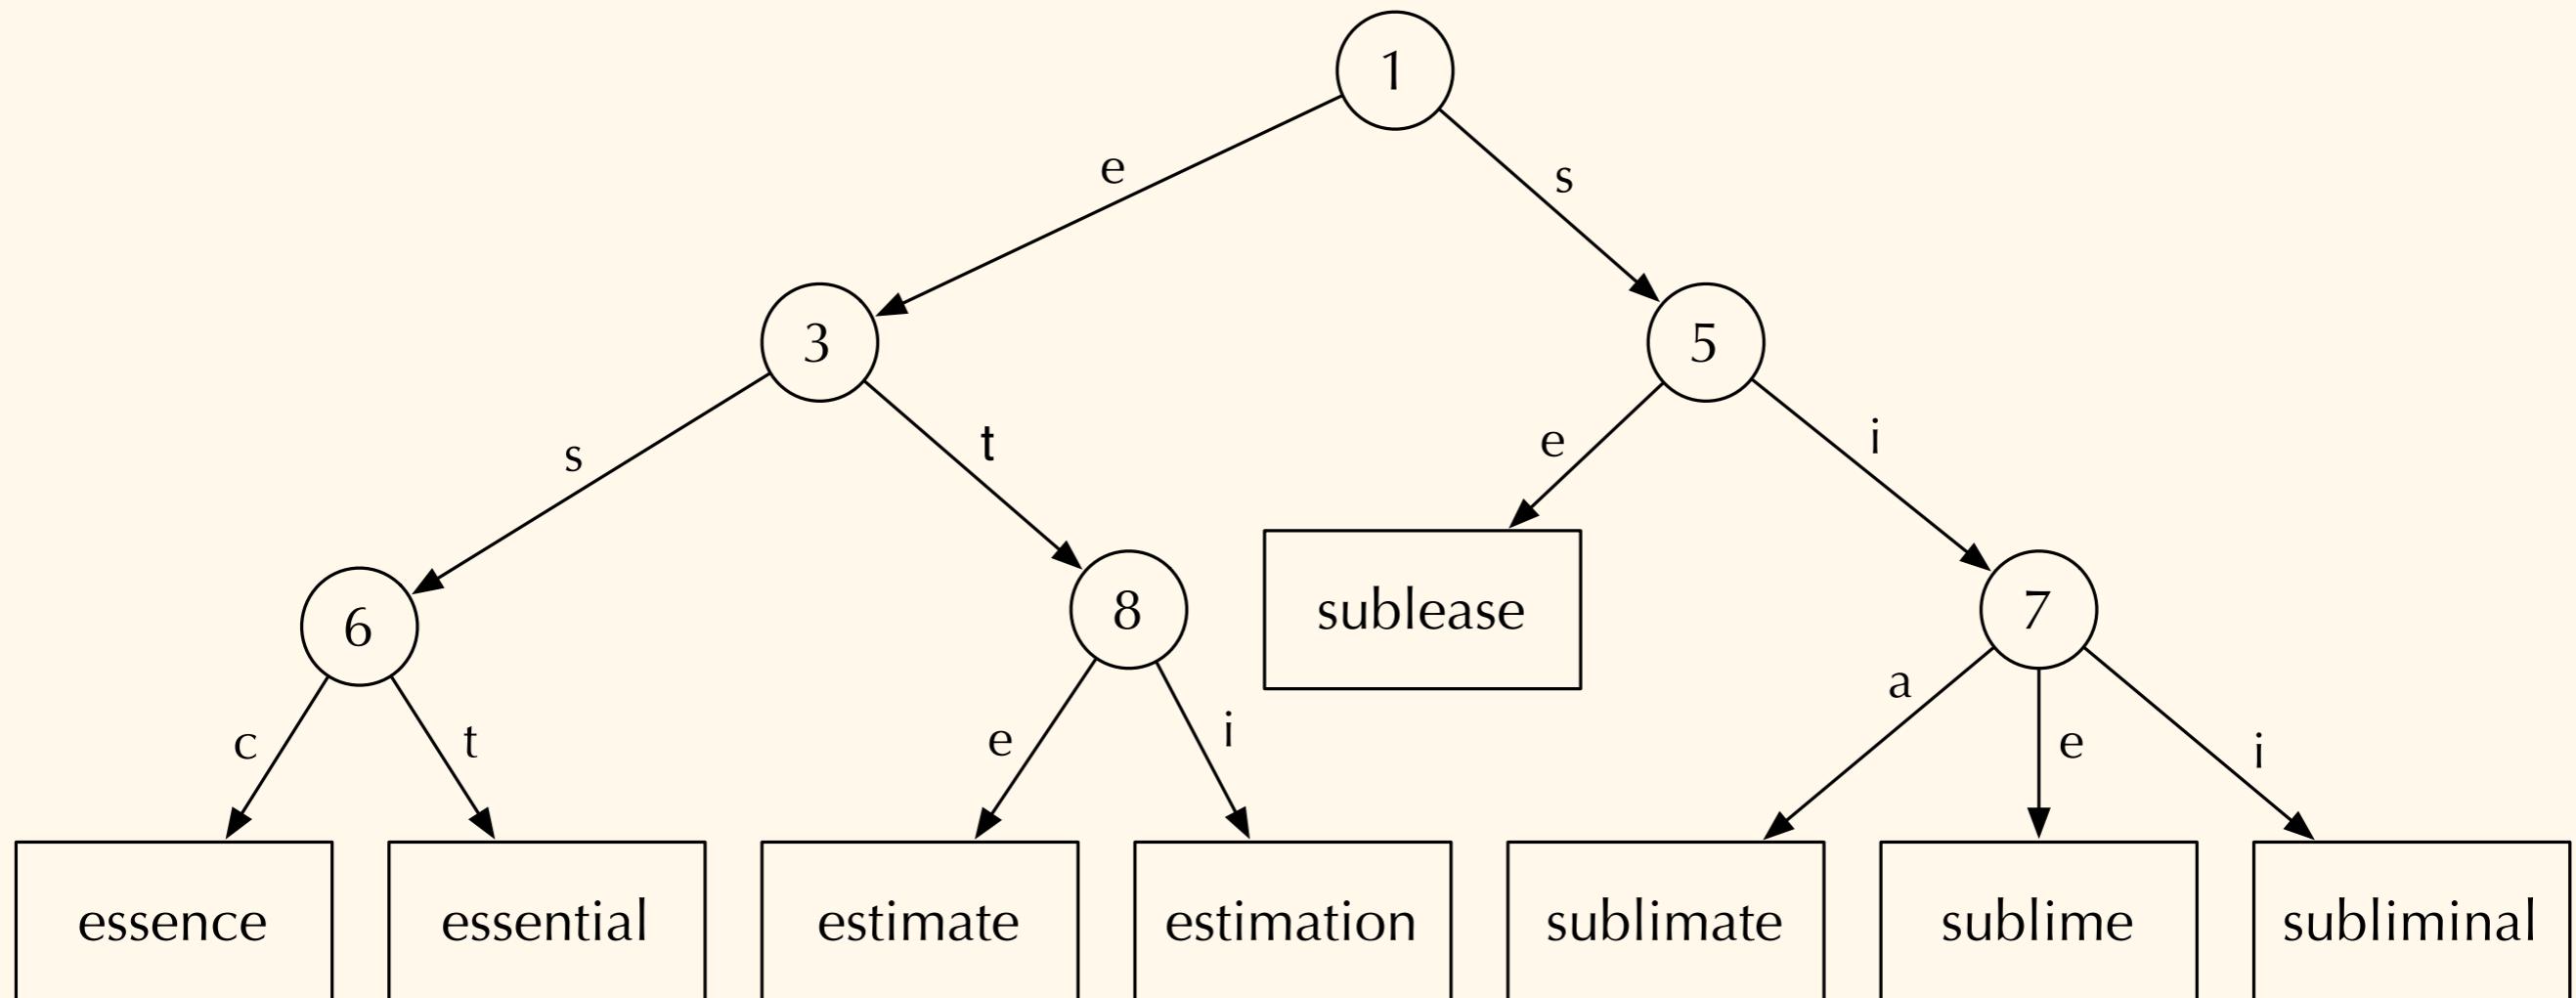 1
e
s
3
5
s
t
e
i
6
8
sublease
7
c
t
e
i
a
e
i
essence
essential
estimate
estimation
sublimate
sublime
subliminal